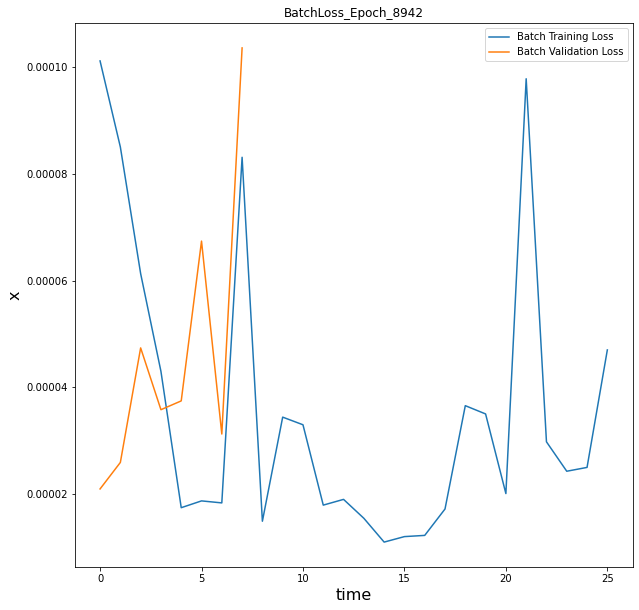 BatchLoss_Epoch_8942
Batch Training Loss
Batch Validation Loss
0.00010
0.00008
0.00006
0.00004
0.00002
x
0 5 10 15 20 25
time